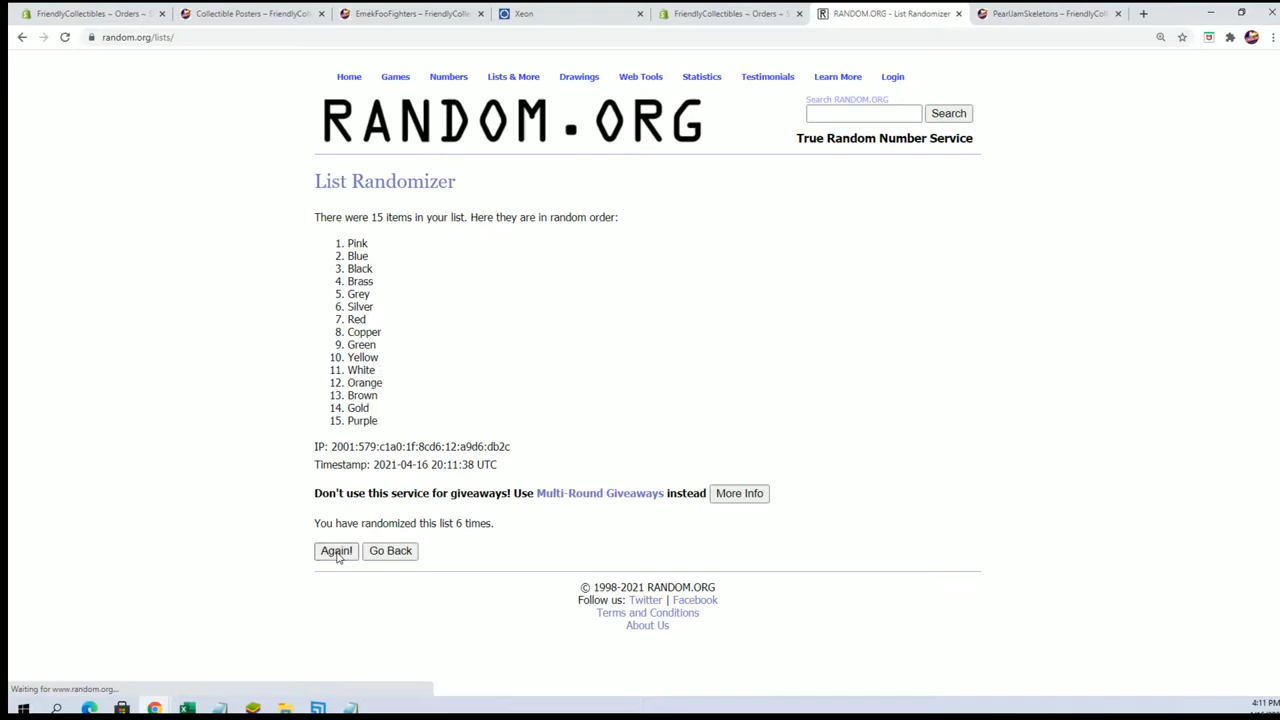 FriendlyCollectibles ~ Orders ~ S
Collectible Posters – FriendlyCol
EmekFooFighters – FriendlyColle
Xeon
FriendlyCollectibles ~ Orders ~ S
RANDOM.ORG - List Randomizer
PearlJamSkeletons – FriendlyColl
random.org/lists/
Home Games Numbers Lists & More Drawings Web Tools Statistics Testimonials Learn More Login
RANDOM.ORG
Search RANDOM.ORG
Search
True Random Number Service
List Randomizer
There were 15 items in your list. Here they are in random order:
1. Pink
2. Blue
3. Black
4. Brass
5. Grey
6. Silver
7. Red
8. Copper
9. Green
10. Yellow
11. White
12. Orange
13. Brown
14. Gold
15. Purple
IP: 2001:579:c1a0:1f:8cd6:12:a9d6:db2c
Timestamp: 2021-04-16 20:11:38 UTC
Don't use this service for giveaways! Use Multi-Round Giveaways instead More Info
You have randomized this list 6 times.
Again! Go Back
© 1998-2021 RANDOM.ORG
Follow us: Twitter | Facebook
Terms and Conditions
About Us
Waiting for www.random.org...
4:11 PM